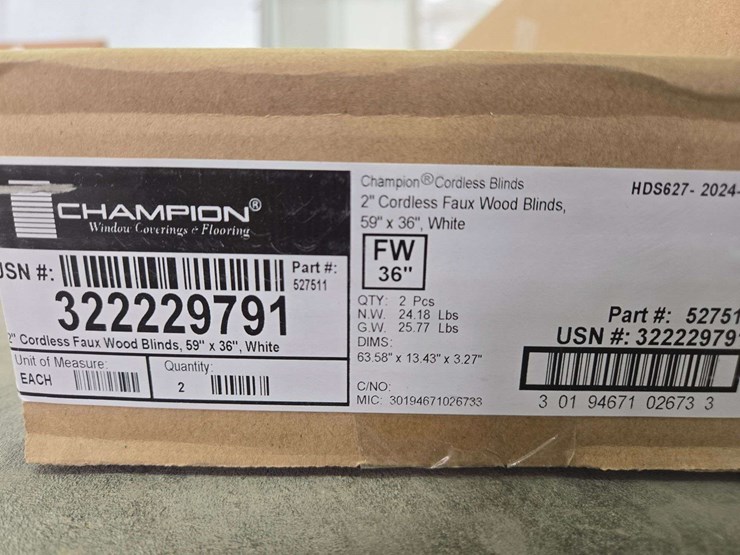 CHAMPION®
Window Coverings & Flooring
USN #:
Part #:
527511
322229791
2" Cordless Faux Wood Blinds, 59" x 36", White
Unit of Measure:
EACH
Quantity:
2
Champion® Cordless Blinds
2" Cordless Faux Wood Blinds,
59" x 36", White
FW
36"
QTY: 2 Pcs
N.W. 24.18 Lbs
G.W. 25.77 Lbs
DIMS:
63.58" x 13.43" x 3.27"
C/NO:
MIC: 30194671026733
HDS627- 2024-
Part #: 52751
USN #: 32222979
3 01 94671 02673 3